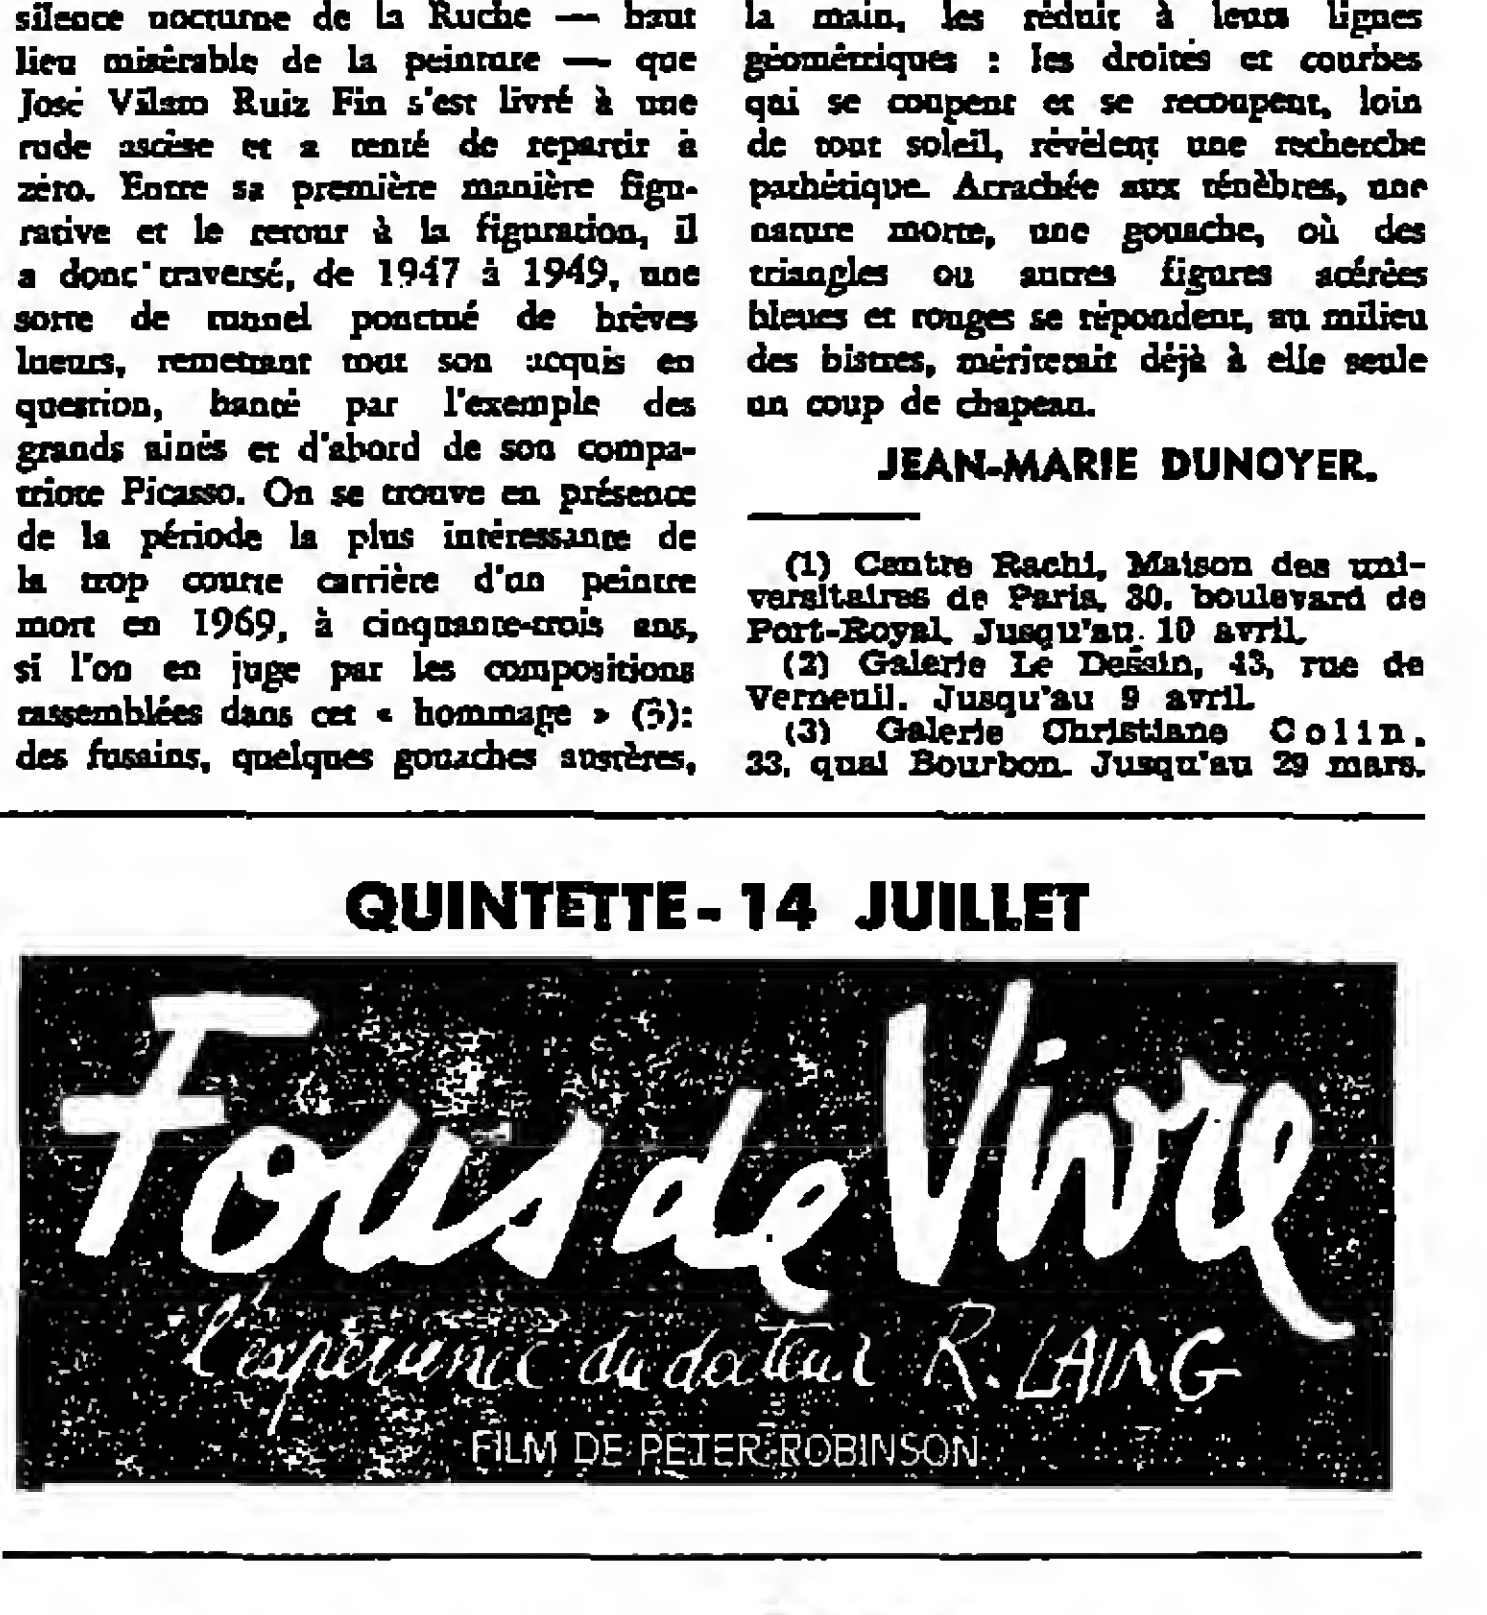 silence nocturne de la Ruche — haut
lieu misérable de la peinture — que
José Vilato Ruiz Fin s'est livré à une
rude ascèse et a tenté de repartir à
zéro. Entre sa première manière figu-
rative et le retour à la figuration, il
a donc traversé, de 1947 à 1949, une
sorte de tunnel ponctué de brèves
lueurs, remettant tout son acquis en
question, hanté par l'exemple des
grands aînés et d'abord de son compa-
triote Picasso. On se trouve en présence
de la période la plus intéressante de
la trop courte carrière d'un peintre
mort en 1969, à cinquante-trois ans,
si l'on en juge par les compositions
rassemblées dans cet « hommage » (3):
des fusains, quelques gouaches austères,
la main, les réduit à leurs lignes
géométriques : les droites et courbes
qui se coupent et se recoupent, loin
de tout soleil, révèlent une recherche
pathétique. Arrachée aux ténèbres, une
nature morte, une gouache, où des
triangles ou autres figures acérées
bleues et rouges se répondent, au milieu
des bistres, mériterait déjà à elle seule
un coup de chapeau.
JEAN-MARIE DUNOYER.
(1) Centre Rachi, Maison des uni-
versitaires de Paris, 30, boulevard de
Port-Royal. Jusqu'au 10 avril.
(2) Galerie Le Dessin, 43, rue de
Verneuil. Jusqu'au 9 avril.
(3) Galerie Christiane Colin,
33, quai Bourbon. Jusqu'au 29 mars.
QUINTETTE - 14 JUILLET
Fous de Vivre
l'expérience du docteur R. LAING
FILM DE PETER ROBINSON